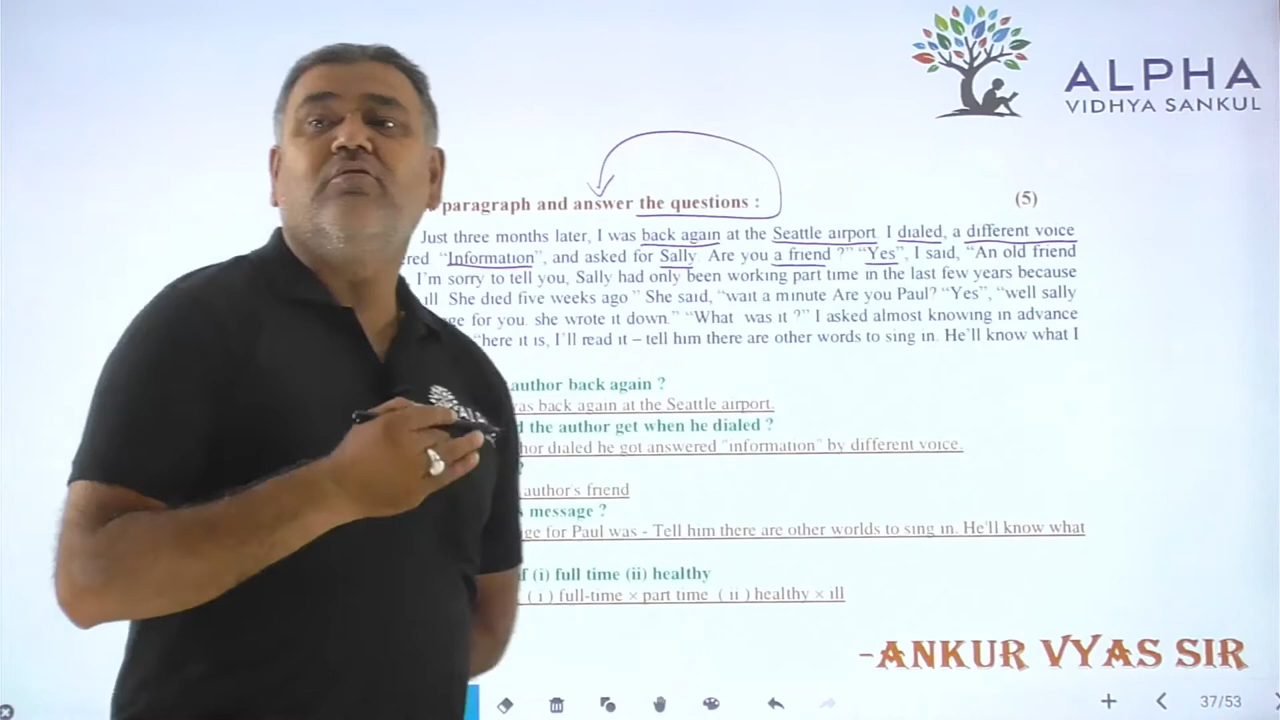 ALPHA
VIDHYA SANKUL
paragraph and answer the questions :
(5)
Just three months later, I was back again at the Seattle airport. I dialed, a different voice
red “Information”, and asked for Sally. Are you a friend ?” “Yes”, I said, “An old friend
I'm sorry to tell you, Sally had only been working part time in the last few years because
ill. She died five weeks ago.” She said, “wait a minute Are you Paul? “Yes”, “well sally
ge for you. she wrote it down.” “What was it ?” I asked almost knowing in advance
“here it is, I'll read it – tell him there are other words to sing in. He'll know what I
author back again ?
was back again at the Seattle airport.
d the author get when he dialed ?
hor dialed he got answered "information" by different voice.
?
author's friend
s message ?
ge for Paul was - Tell him there are other worlds to sing in. He'll know what
f (i) full time (ii) healthy
( i ) full-time × part time ( ii ) healthy × ill
-ANKUR VYAS SIR
37/53